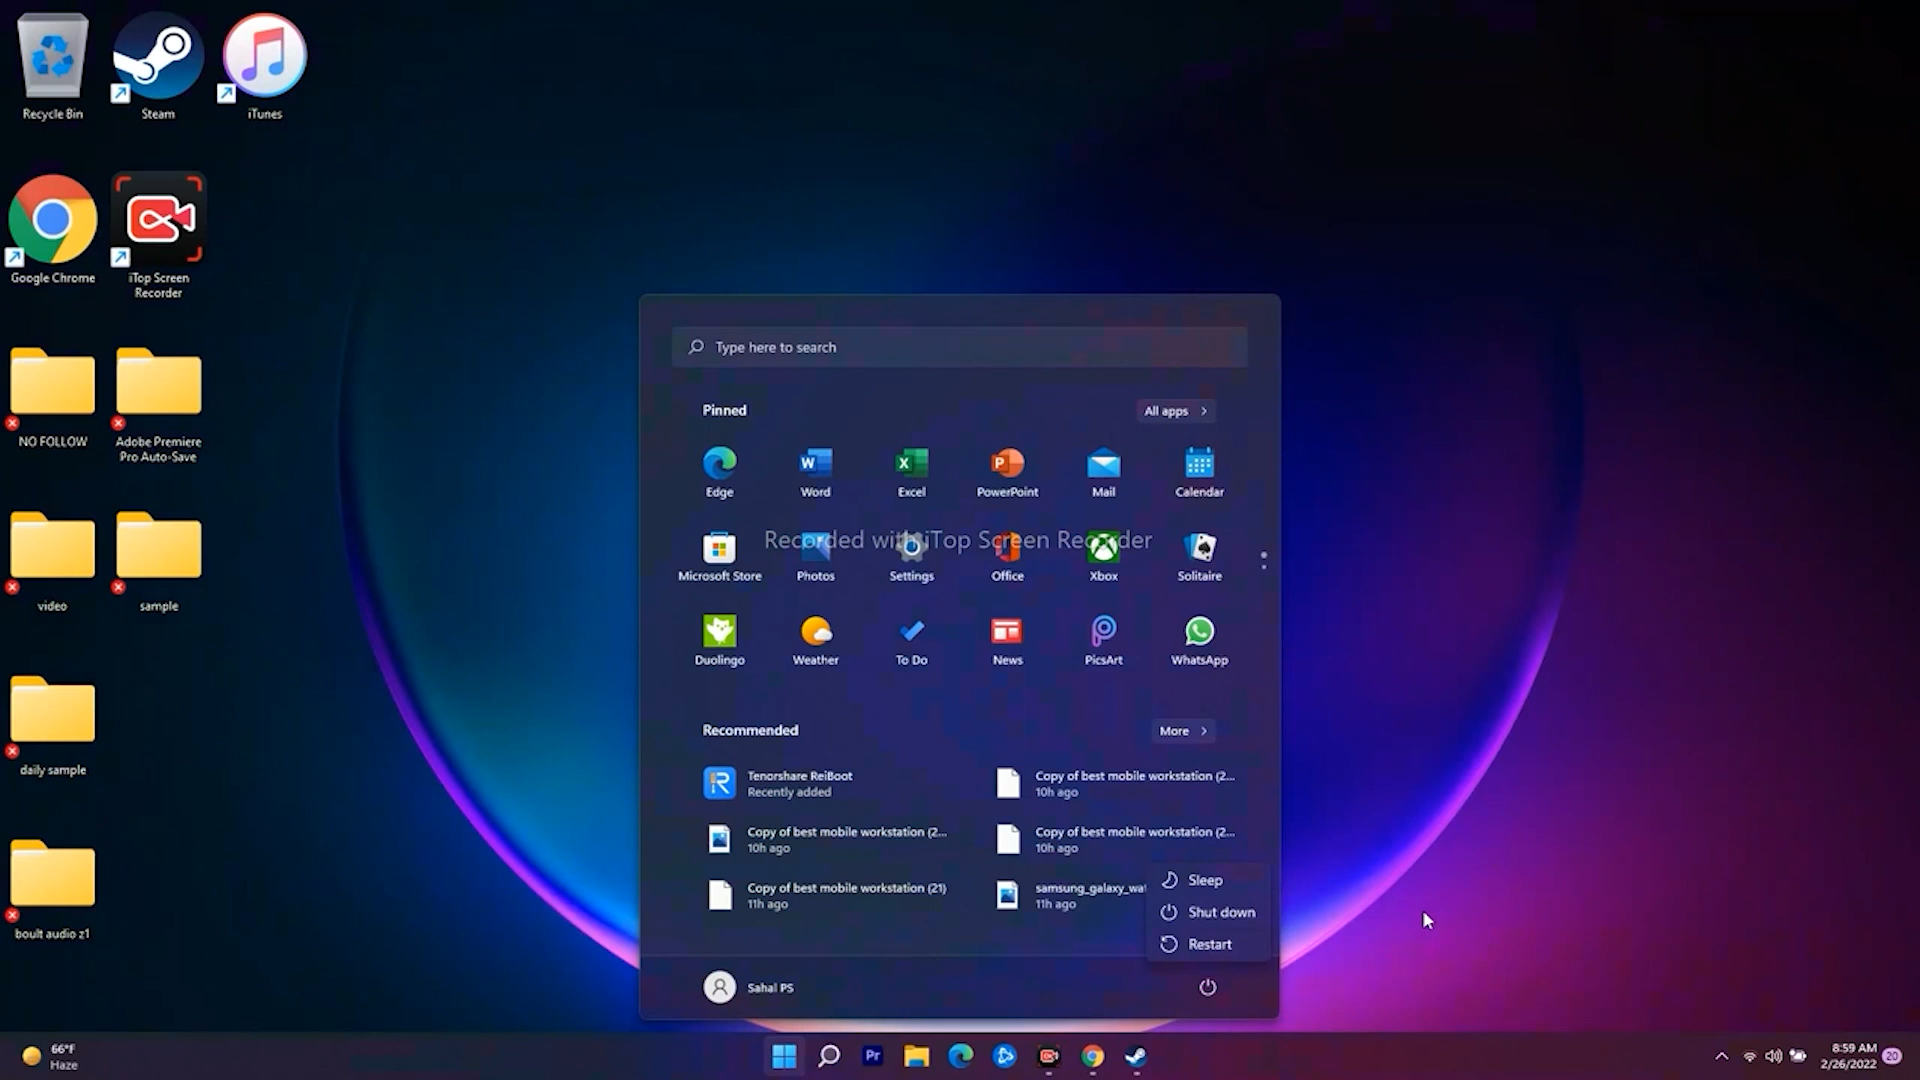 Recycle Bin
Steam
iTunes
Google Chrome
iTop Screen
Recorder
NO FOLLOW
Adobe Premiere
Pro Auto-Save
video
sample
daily sample
boult audio z1
Type here to search
Pinned
All apps
Edge
Word
Excel
PowerPoint
Mail
Calendar
Recorded with iTop Screen Recorder
Microsoft Store
Photos
Settings
Office
Xbox
Solitaire
Duolingo
Weather
To Do
News
PicsArt
WhatsApp
Recommended
More
Tenorshare ReiBoot
Recently added
Copy of best mobile workstation (2...
10h ago
Copy of best mobile workstation (2...
10h ago
Copy of best mobile workstation (2...
10h ago
Copy of best mobile workstation (21)
11h ago
samsung_galaxy_wat
11h ago
Sleep
Shut down
Restart
Sahal PS
66°F
Haze
Pr
8:59 AM
2/26/2022
20